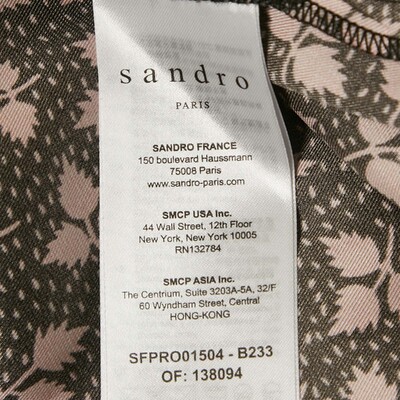 sandro
PARIS
SANDRO FRANCE
150 boulevard Haussmann
75008 Paris
www.sandro-paris.com
SMCP USA Inc.
44 Wall Street, 12th Floor
New York, New York 10005
RN132784
SMCP ASIA Inc.
The Centrium, Suite 3203A-5A, 32/F
60 Wyndham Street, Central
HONG-KONG
SFPRO01504 - B233
OF: 138094